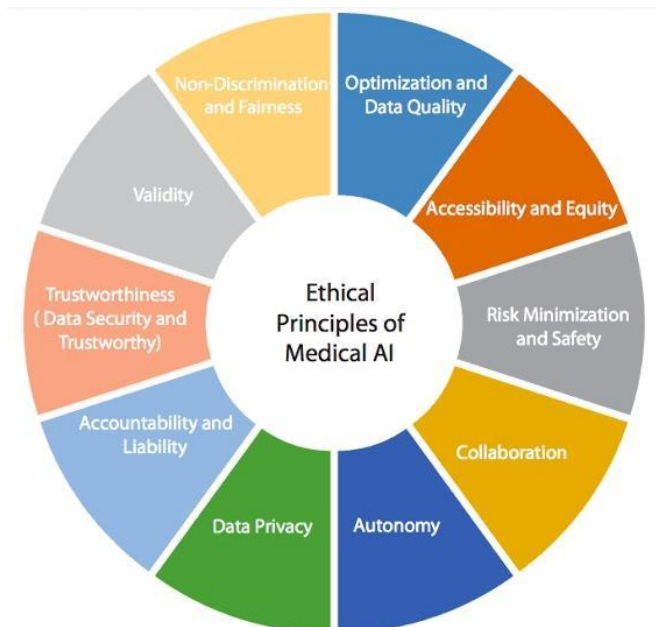 Ethical
Principles of
Medical AI
Optimization and
Data Quality
Accessibility and Equity
Risk Minimization
and Safety
Collaboration
Autonomy
Data Privacy
Accountability and
Liability
Trustworthiness
( Data Security and
Trustworthy)
Validity
Non-Discrimination
and Fairness